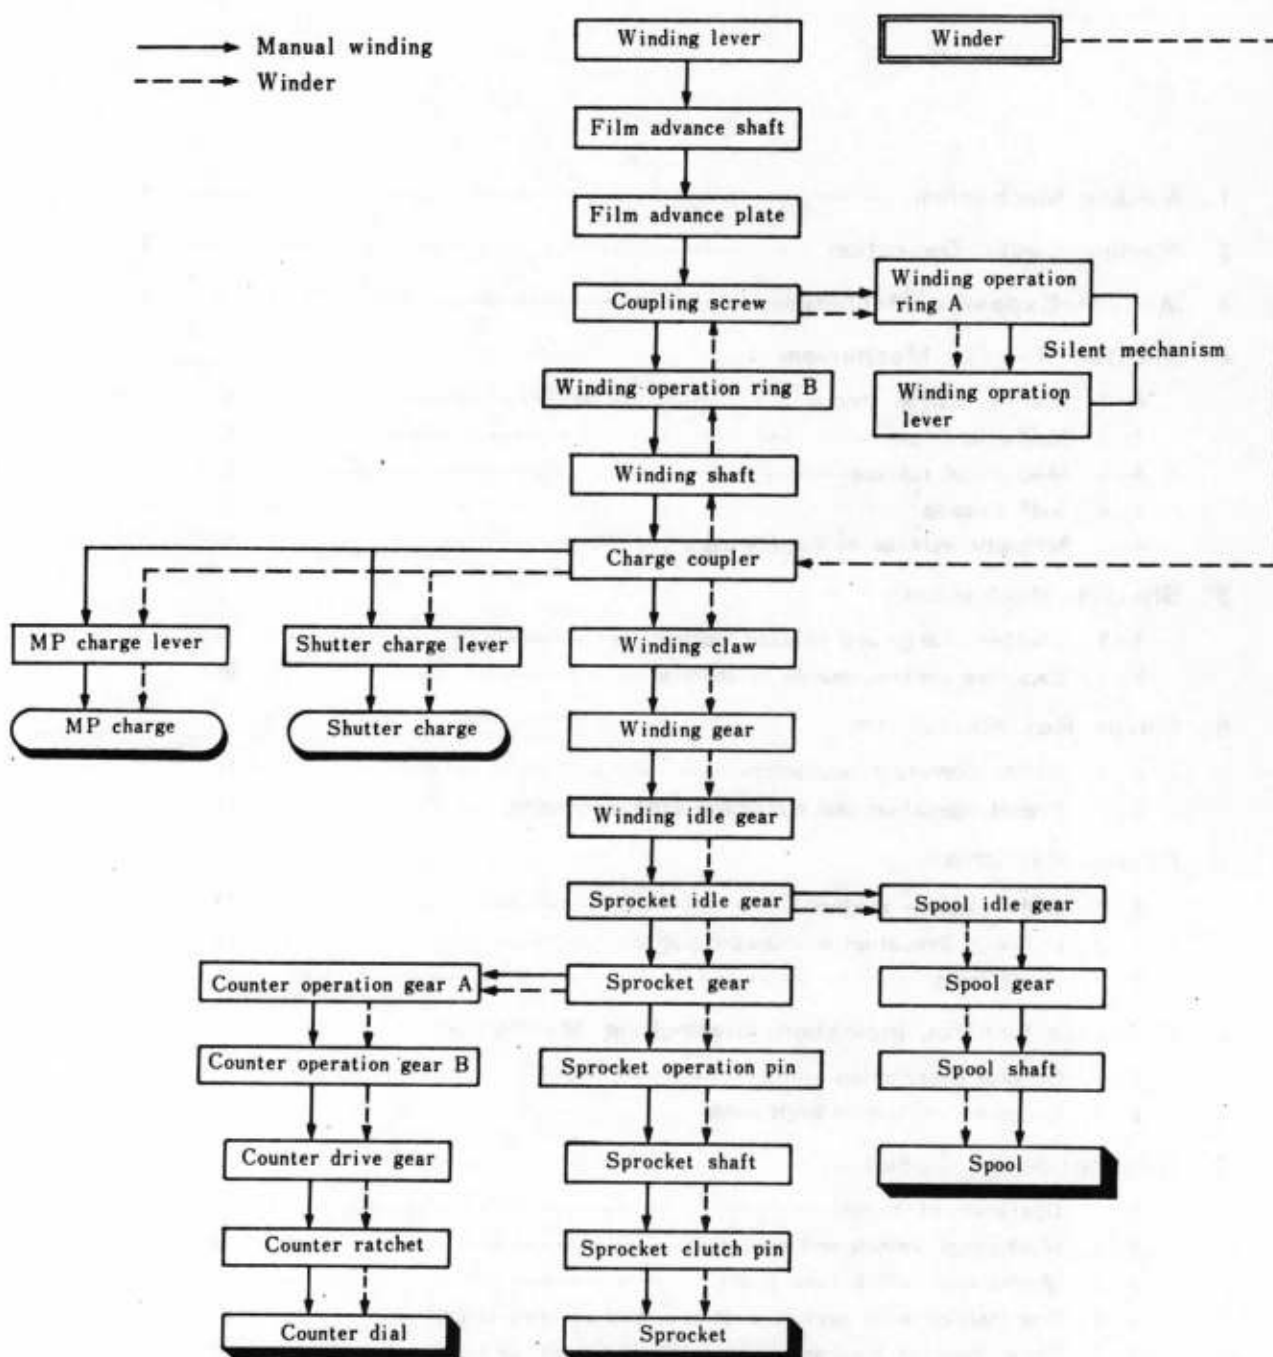 Manual winding
Winder
Winding lever
Winder
Film advance shaft
Film advance plate
Coupling screw
Winding operation
ring A
Silent mechanism
Winding operation ring B
Winding opration
lever
Winding shaft
Charge coupler
MP charge lever
Shutter charge lever
Winding claw
MP charge
Shutter charge
Winding gear
Winding idle gear
Sprocket idle gear
Spool idle gear
Counter operation gear A
Sprocket gear
Spool gear
Counter operation gear B
Sprocket operation pin
Spool shaft
Counter drive gear
Sprocket shaft
Spool
Counter ratchet
Sprocket clutch pin
Counter dial
Sprocket